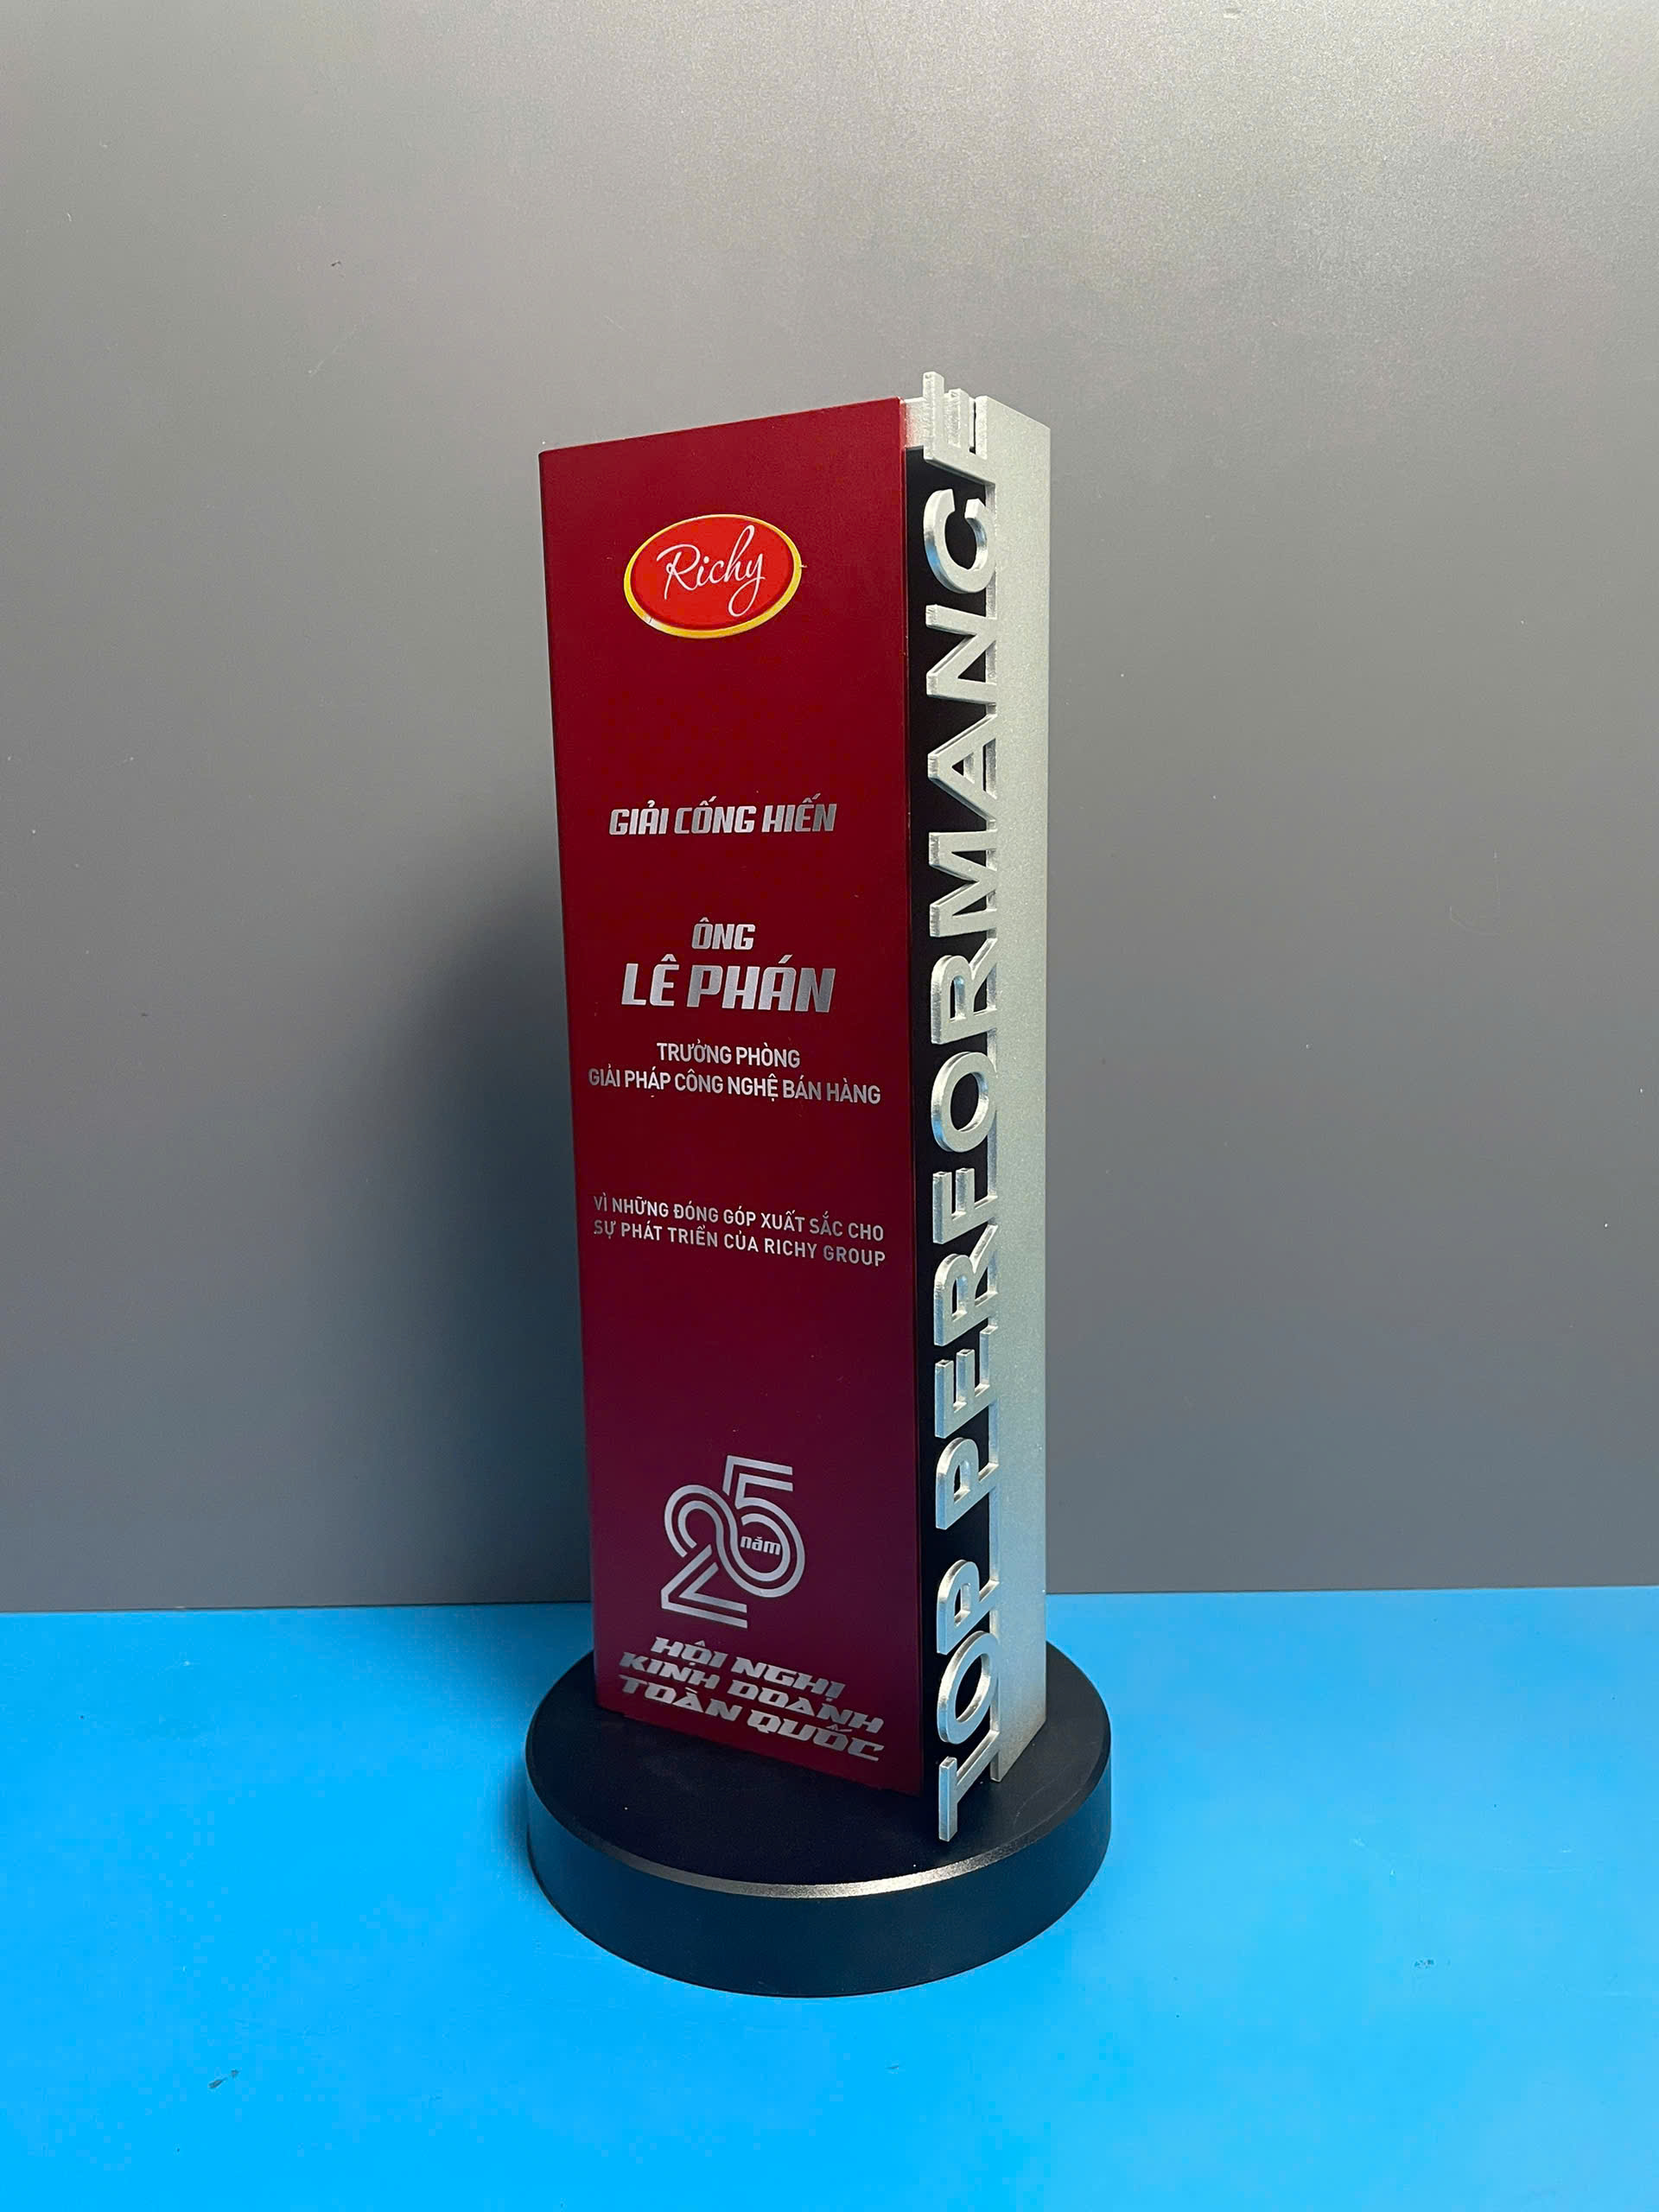 Richy
GIẢI CỐNG HIẾN
ÔNG
LÊ PHÁN
TRƯỞNG PHÒNG
GIẢI PHÁP CÔNG NGHỆ BÁN HÀNG
VÌ NHỮNG ĐÓNG GÓP XUẤT SẮC CHO
SỰ PHÁT TRIỂN CỦA RICHY GROUP
25
năm
HỘI NGHỊ
KINH DOANH
TOÀN QUỐC
TOP PERFORMANCE